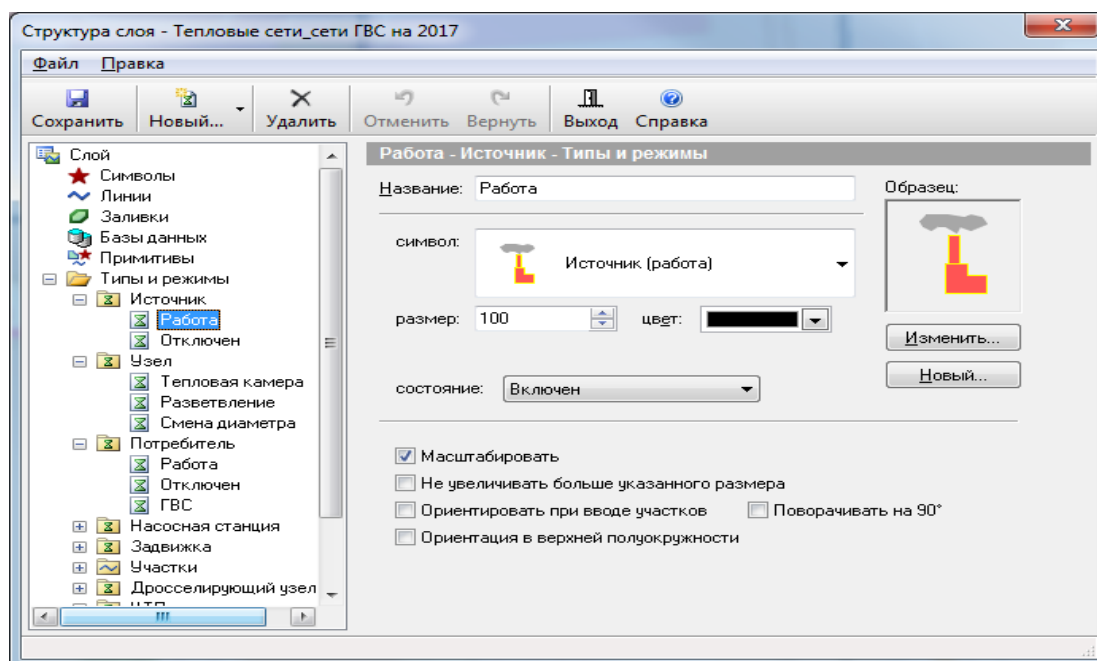 Структура слоя - Тепловые сети_сети ГВС на 2017
Файл Правка
Сохранить Новый... Удалить Отменить Вернуть Выход Справка
Слой
Символы
Линии
Заливки
Базы данных
Примитивы
Типы и режимы
Источник
Работа
Отключен
Узел
Тепловая камера
Разветвление
Смена диаметра
Потребитель
Работа
Отключен
ГВС
Насосная станция
Задвижка
Участки
Дросселирующий узел
Работа - Источник - Типы и режимы
Название: Работа
Образец:
символ: Источник (работа)
размер: 100 цвет:
Изменить...
Новый...
состояние: Включен
Масштабировать
Не увеличивать больше указанного размера
Ориентировать при вводе участков Поворачивать на 90°
Ориентация в верхней полуокружности